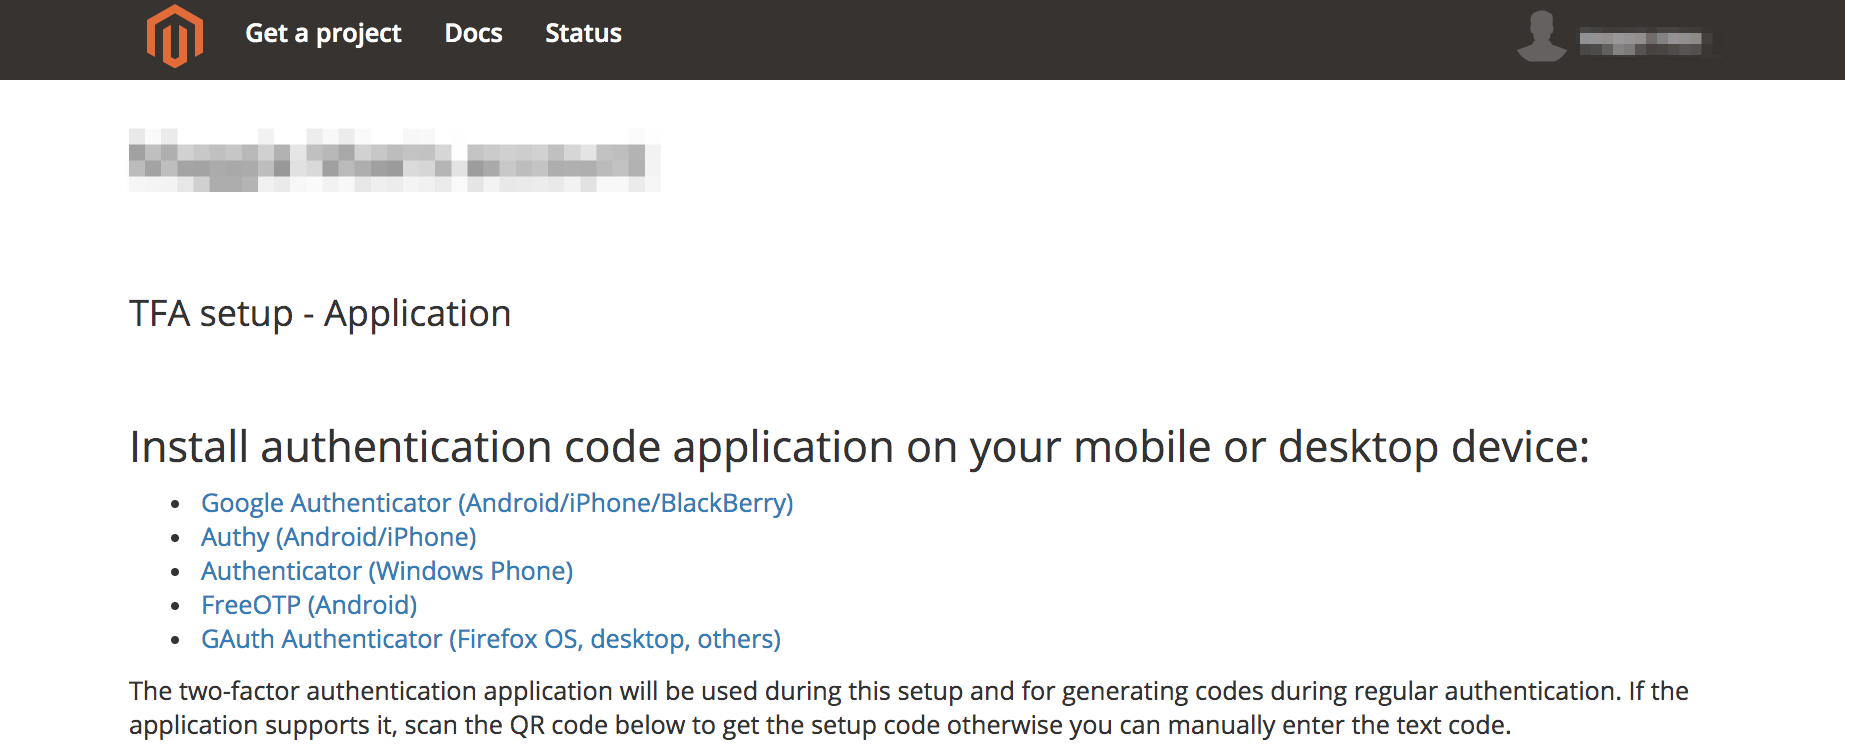 Get a project Docs Status
TFA setup - Application
Install authentication code application on your mobile or desktop device:
Google Authenticator (Android/iPhone/BlackBerry)
Authy (Android/iPhone)
Authenticator (Windows Phone)
FreeOTP (Android)
GAuth Authenticator (Firefox OS, desktop, others)
The two-factor authentication application will be used during this setup and for generating codes during regular authentication. If the
application supports it, scan the QR code below to get the setup code otherwise you can manually enter the text code.